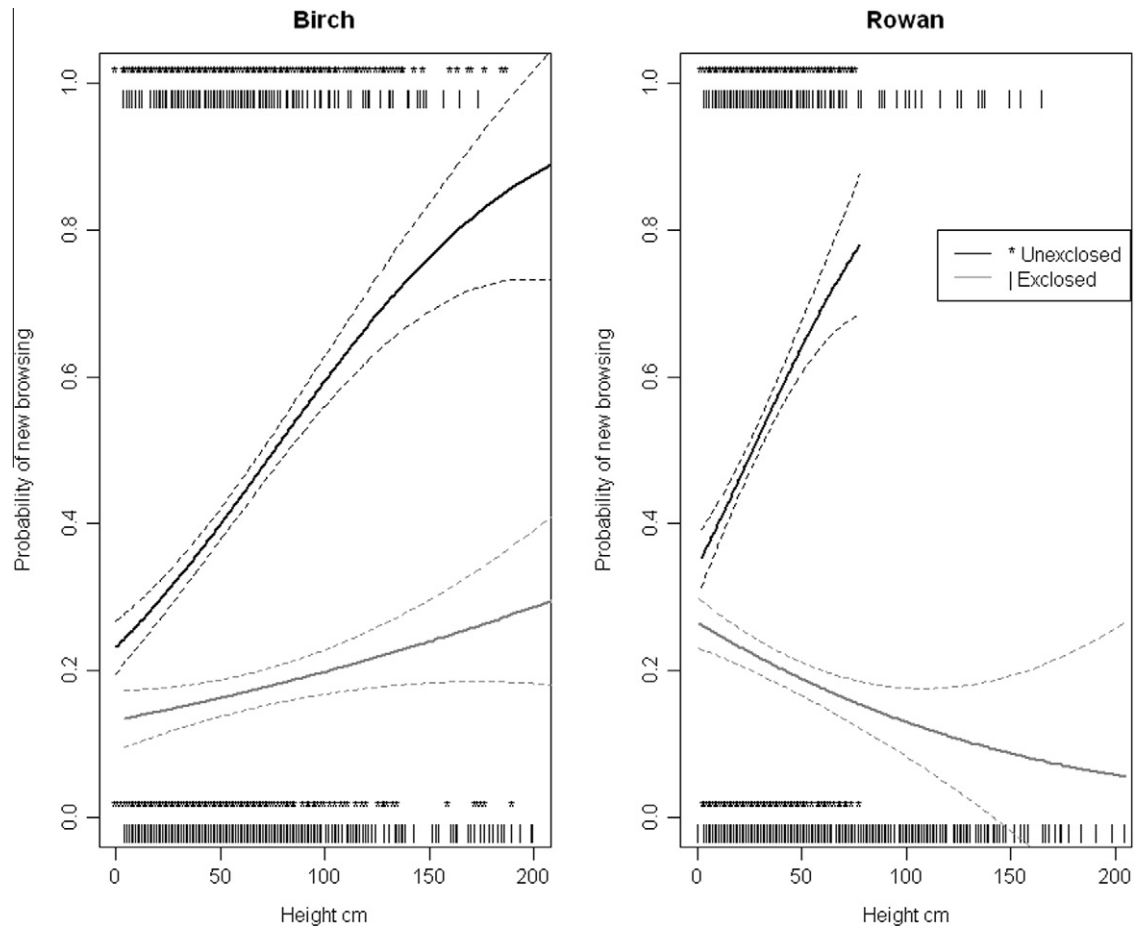 Birch
Probability of new browsing
1.0
0.8
0.6
0.4
0.2
0.0
0 50 100 150 200
Height cm
Rowan
Probability of new browsing
1.0
0.8
0.6
0.4
0.2
0.0
* Unexclosed
| Exclosed
0 50 100 150 200
Height cm